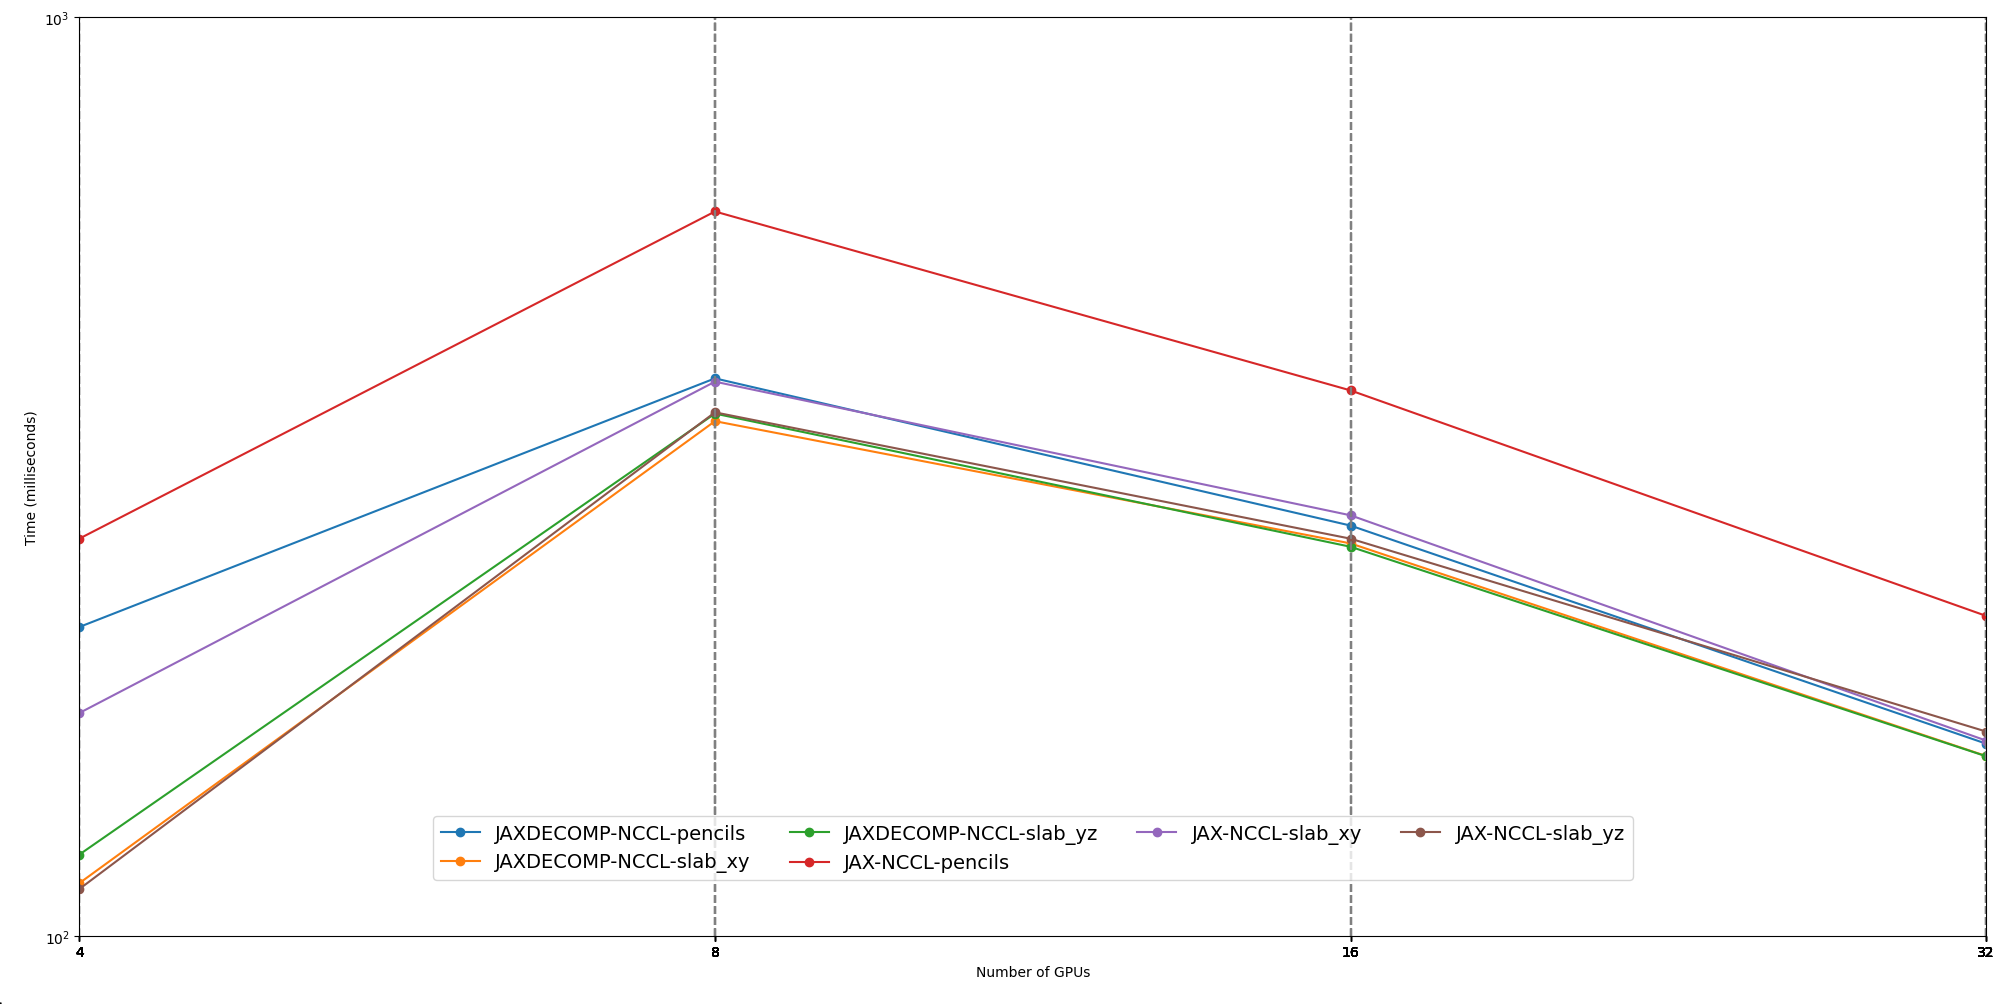 10³
Time (milliseconds)
JAXDECOMP-NCCL-pencils
JAXDECOMP-NCCL-slab_xy
JAXDECOMP-NCCL-slab_yz
JAX-NCCL-pencils
JAX-NCCL-slab_xy
JAX-NCCL-slab_yz
10²
4 8 16 32
Number of GPUs